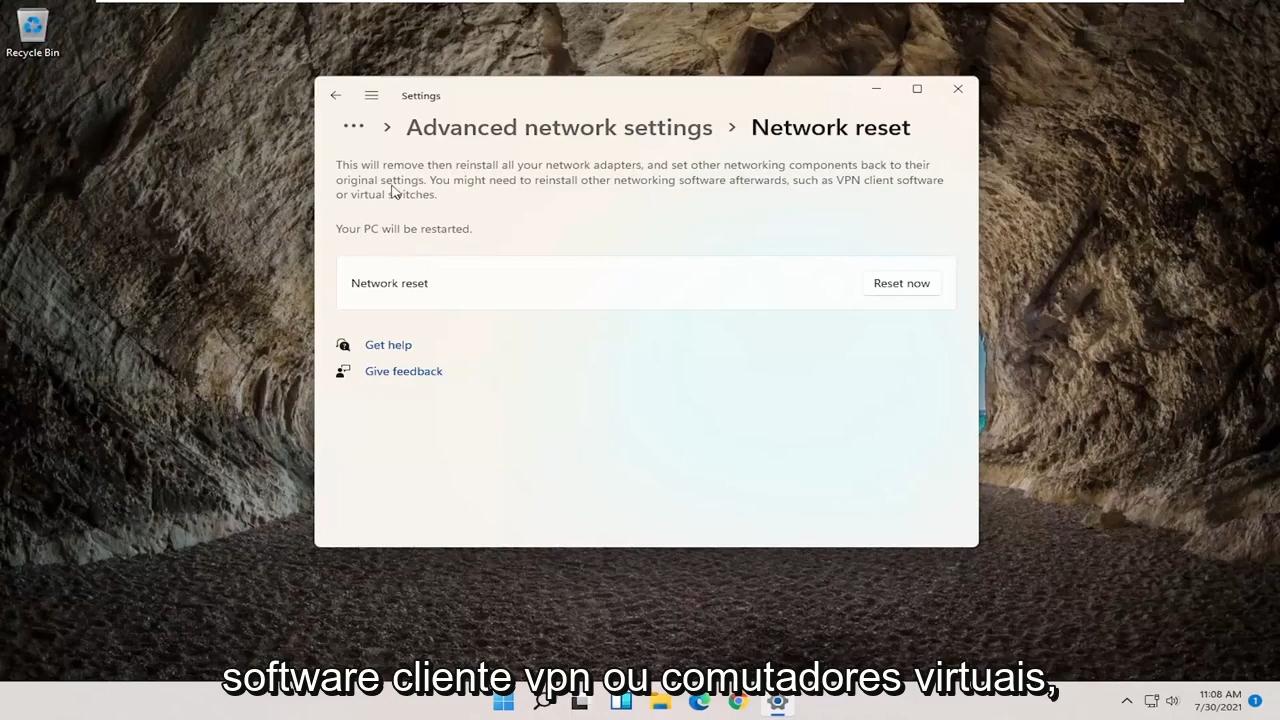 Recycle Bin
Settings
... > Advanced network settings > Network reset
This will remove then reinstall all your network adapters, and set other networking components back to their
original settings. You might need to reinstall other networking software afterwards, such as VPN client software
or virtual switches.
Your PC will be restarted.
Network reset
Reset now
Get help
Give feedback
software cliente vpn ou comutadores virtuais,
11:08 AM
7/30/2021
1